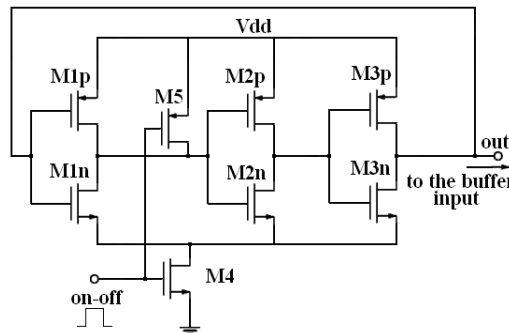 Vdd
M1p
M5
M2p
M3p
out
M1n
M2n
M3n
to the buffer
input
M4
on-off